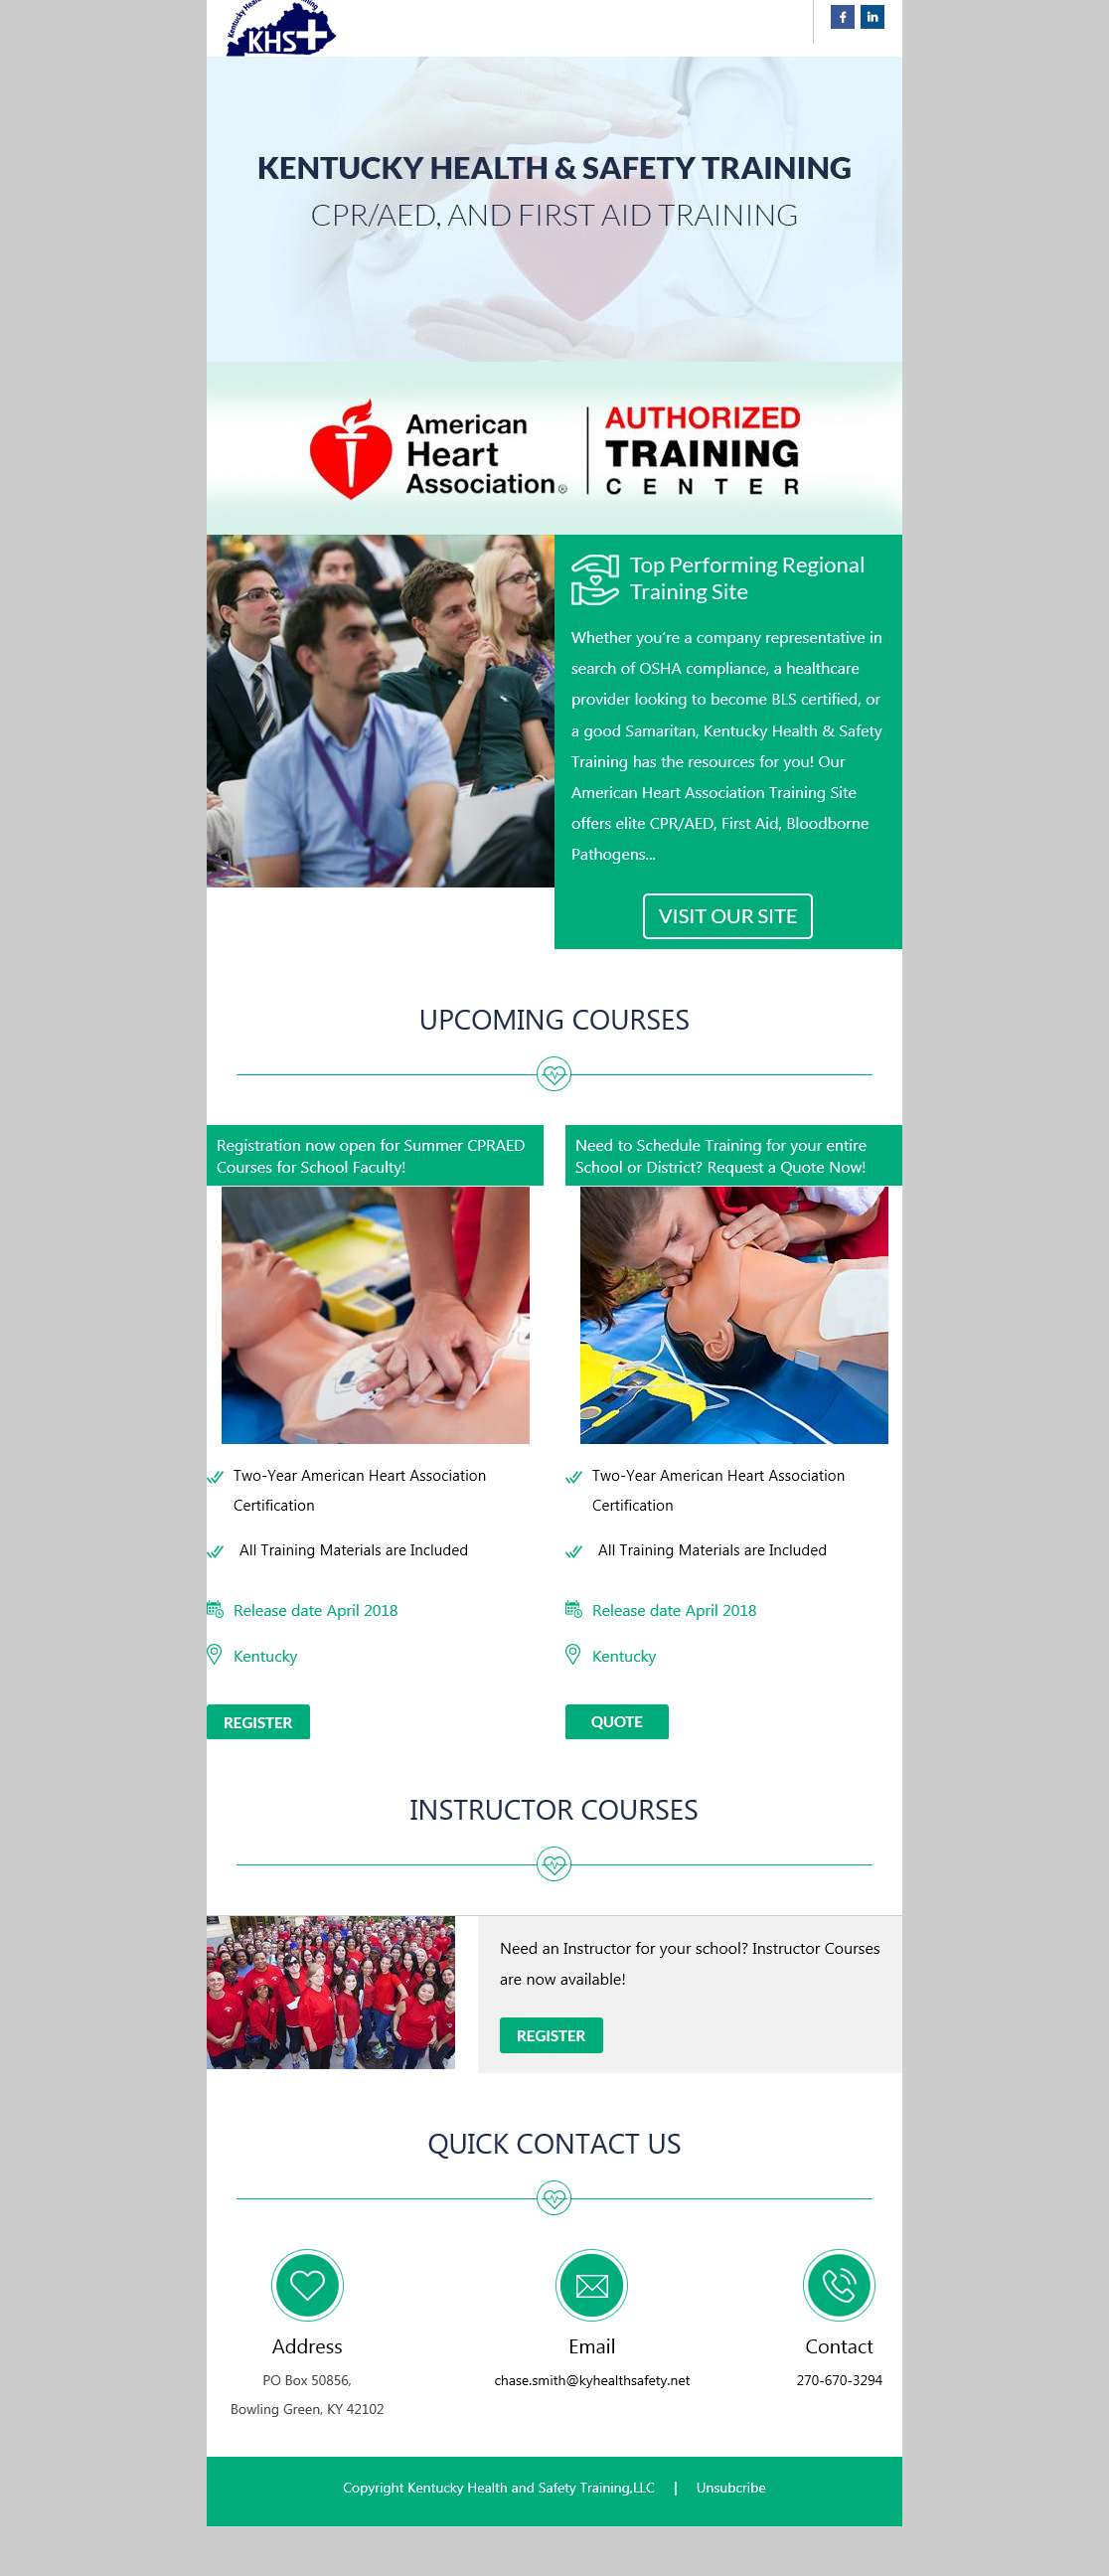 Kentucky Heal
ning
KHS
f
in
KENTUCKY HEALTH & SAFETY TRAINING
CPR/AED, AND FIRST AID TRAINING
American
Heart
Association®
AUTHORIZED
TRAINING
CENTER
Top Performing Regional
Training Site
Whether you’re a company representative in
search of OSHA compliance, a healthcare
provider looking to become BLS certified, or
a good Samaritan, Kentucky Health & Safety
Training has the resources for you! Our
American Heart Association Training Site
offers elite CPR/AED, First Aid, Bloodborne
Pathogens...
VISIT OUR SITE
UPCOMING COURSES
Registration now open for Summer CPRAED
Courses for School Faculty!
Two-Year American Heart Association
Certification
All Training Materials are Included
Release date April 2018
Kentucky
REGISTER
Need to Schedule Training for your entire
School or District? Request a Quote Now!
Two-Year American Heart Association
Certification
All Training Materials are Included
Release date April 2018
Kentucky
QUOTE
INSTRUCTOR COURSES
Need an Instructor for your school? Instructor Courses
are now available!
REGISTER
QUICK CONTACT US
Address
PO Box 50856,
Bowling Green, KY 42102
Email
chase.smith@kyhealthsafety.net
Contact
270-670-3294
Copyright Kentucky Health and Safety Training,LLC | Unsubcribe